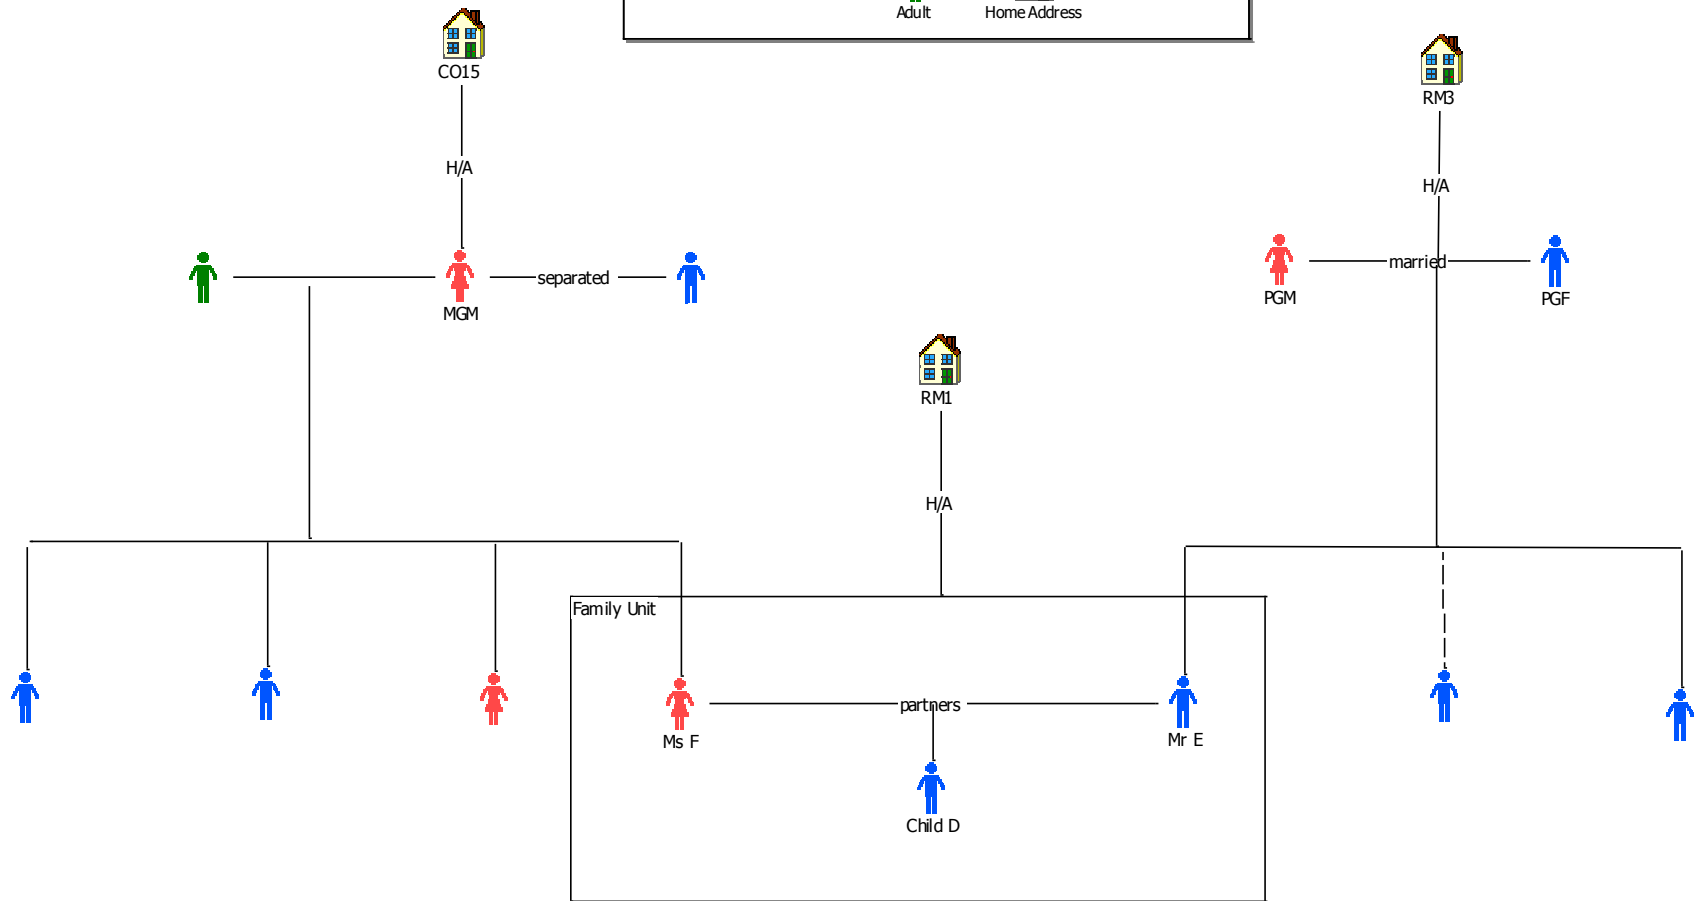 Adult Home Address
CO15
RM3
H/A
H/A
separated
married
MGM
PGM
PGF
RM1
H/A
Family Unit
partners
Ms F
Mr E
Child D